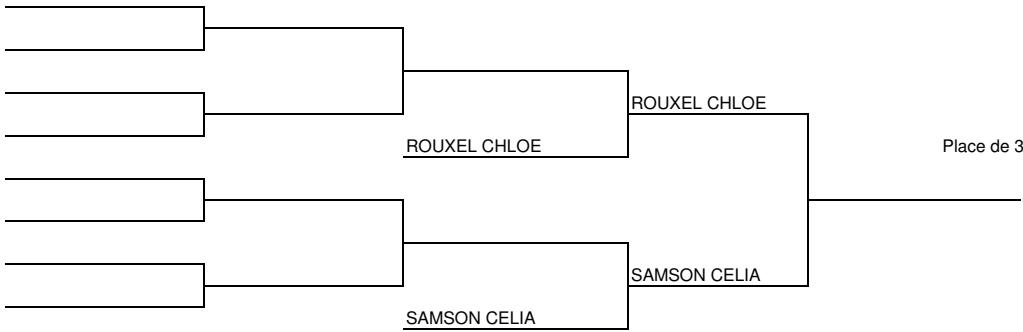 ROUXEL CHLOE
Place de 3
ROUXEL CHLOE
SAMSON CELIA
SAMSON CELIA